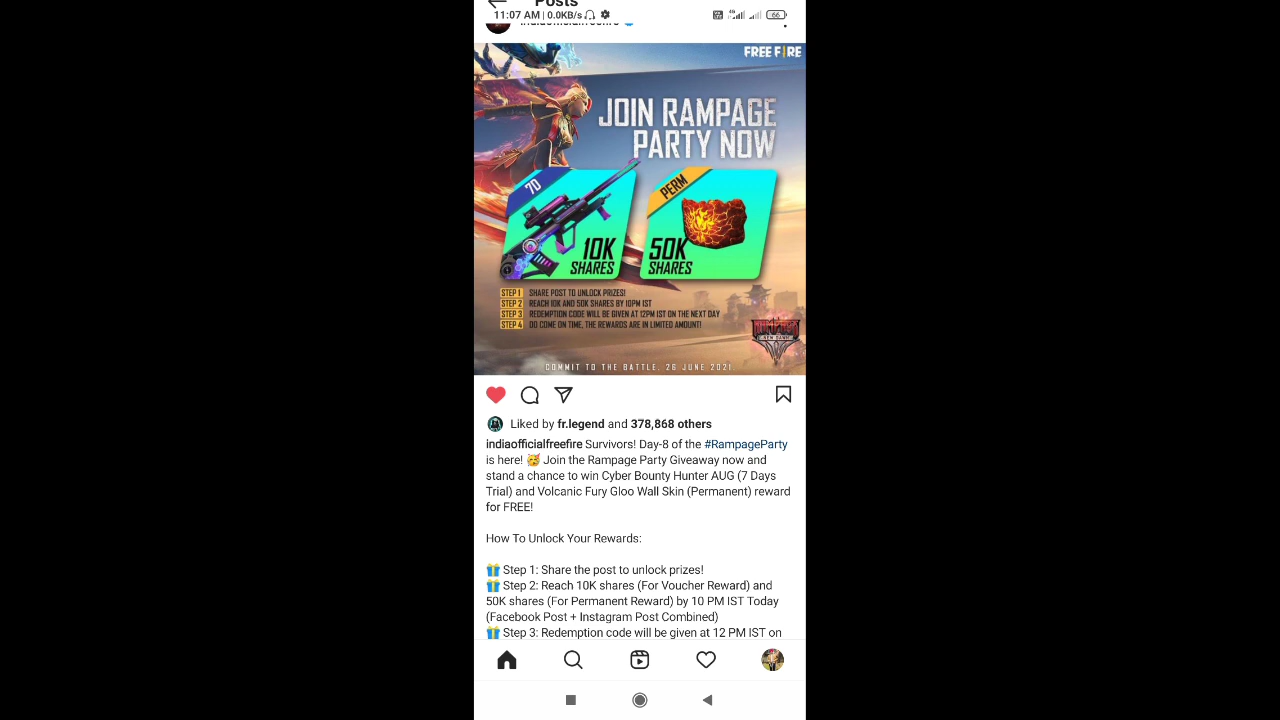 Posts
11:07 AM | 0.0KB/s
4G
66
indiaofficialfreefire
FREE FIRE
JOIN RAMPAGE
PARTY NOW
7D
PERM
10K
SHARES
50K
SHARES
STEP 1 SHARE POST TO UNLOCK PRIZES!
STEP 2 REACH 10K AND 50K SHARES BY 10PM IST
STEP 3 REDEMPTION CODE WILL BE GIVEN AT 12PM IST ON THE NEXT DAY
STEP 4 DO COME ON TIME, THE REWARDS ARE IN LIMITED AMOUNT!
COMMIT TO THE BATTLE, 26 JUNE 2021
Liked by fr.legend and 378,868 others
indiaofficialfreefire Survivors! Day-8 of the #RampageParty
is here! 🥳 Join the Rampage Party Giveaway now and
stand a chance to win Cyber Bounty Hunter AUG (7 Days
Trial) and Volcanic Fury Gloo Wall Skin (Permanent) reward
for FREE!
How To Unlock Your Rewards:
🎁 Step 1: Share the post to unlock prizes!
🎁 Step 2: Reach 10K shares (For Voucher Reward) and
50K shares (For Permanent Reward) by 10 PM IST Today
(Facebook Post + Instagram Post Combined)
🎁 Step 3: Redemption code will be given at 12 PM IST on